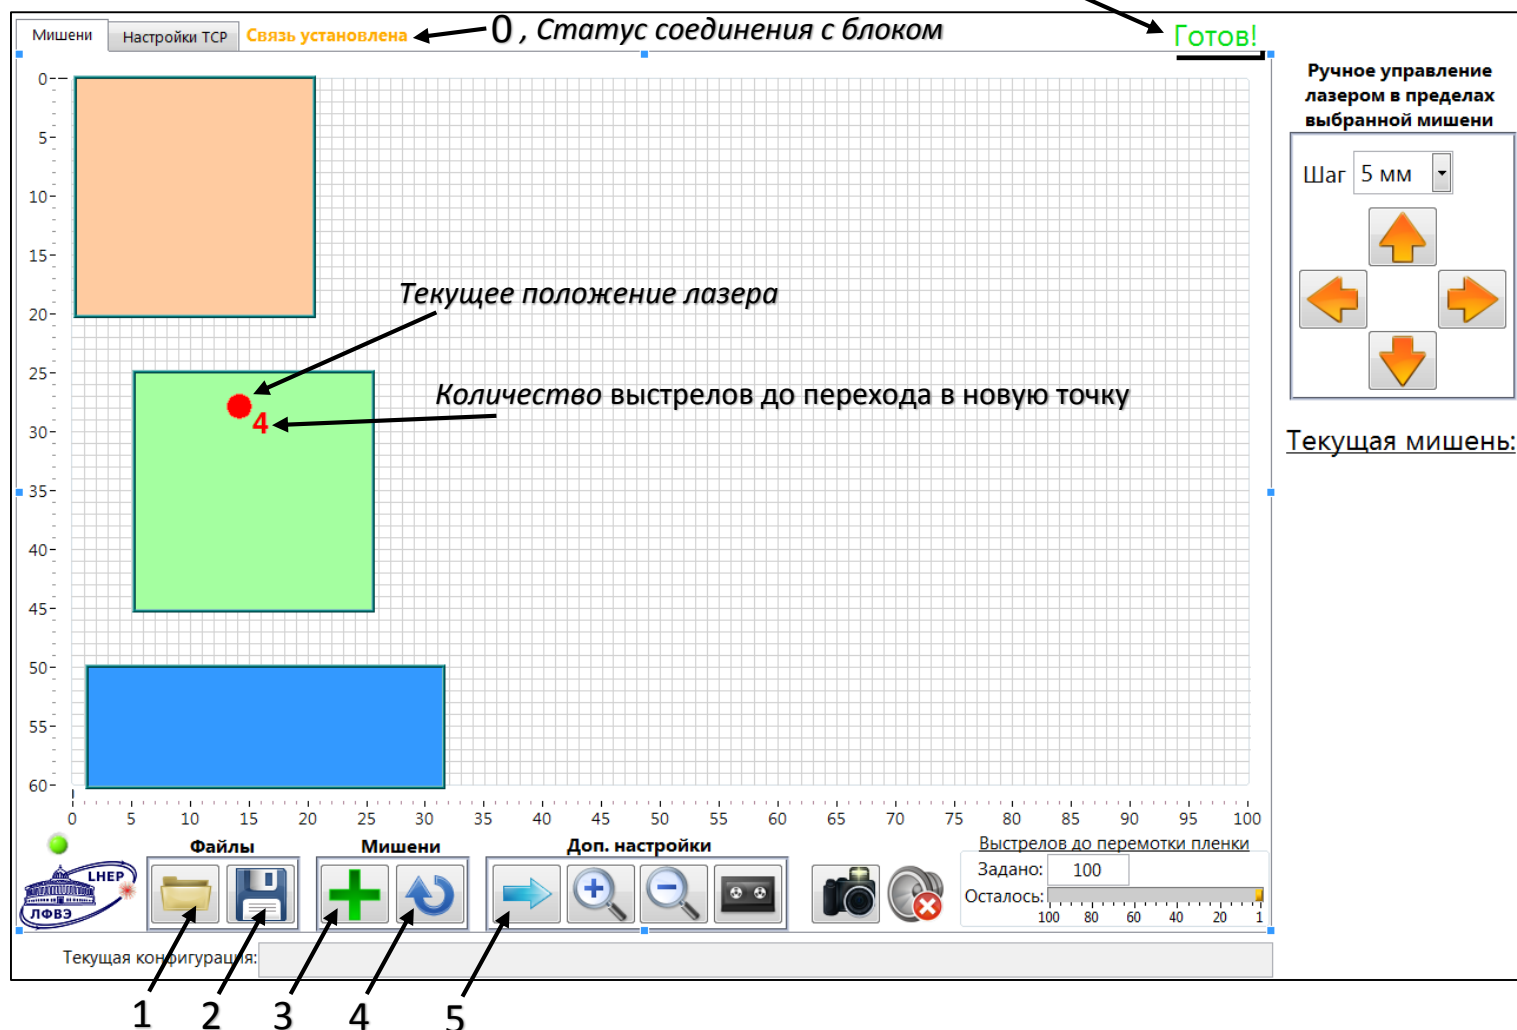 Мишени
Настройки TCP
Связь установлена
0 , Статус соединения с блоком
Готов!
Ручное управление
лазером в пределах
выбранной мишени
Шаг 5 мм
Текущая мишень:
0
5
10
15
20
25
30
35
40
45
50
55
60
Текущее положение лазера
Количество выстрелов до перехода в новую точку
4
0 5 10 15 20 25 30 35 40 45 50 55 60 65 70 75 80 85 90 95 100
Файлы
Мишени
Доп. настройки
Выстрелов до перемотки пленки
Задано: 100
Осталось:
100 80 60 40 20 1
LHEP
ЛФВЭ
Текущая конфигурация:
1 2 3 4 5